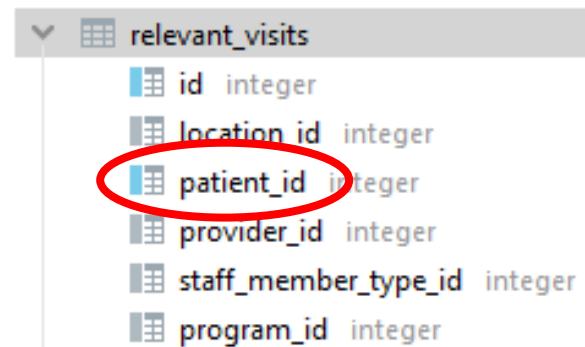 relevant_visits
id integer
location_id integer
patient_id integer
provider_id integer
staff_member_type_id integer
program_id integer